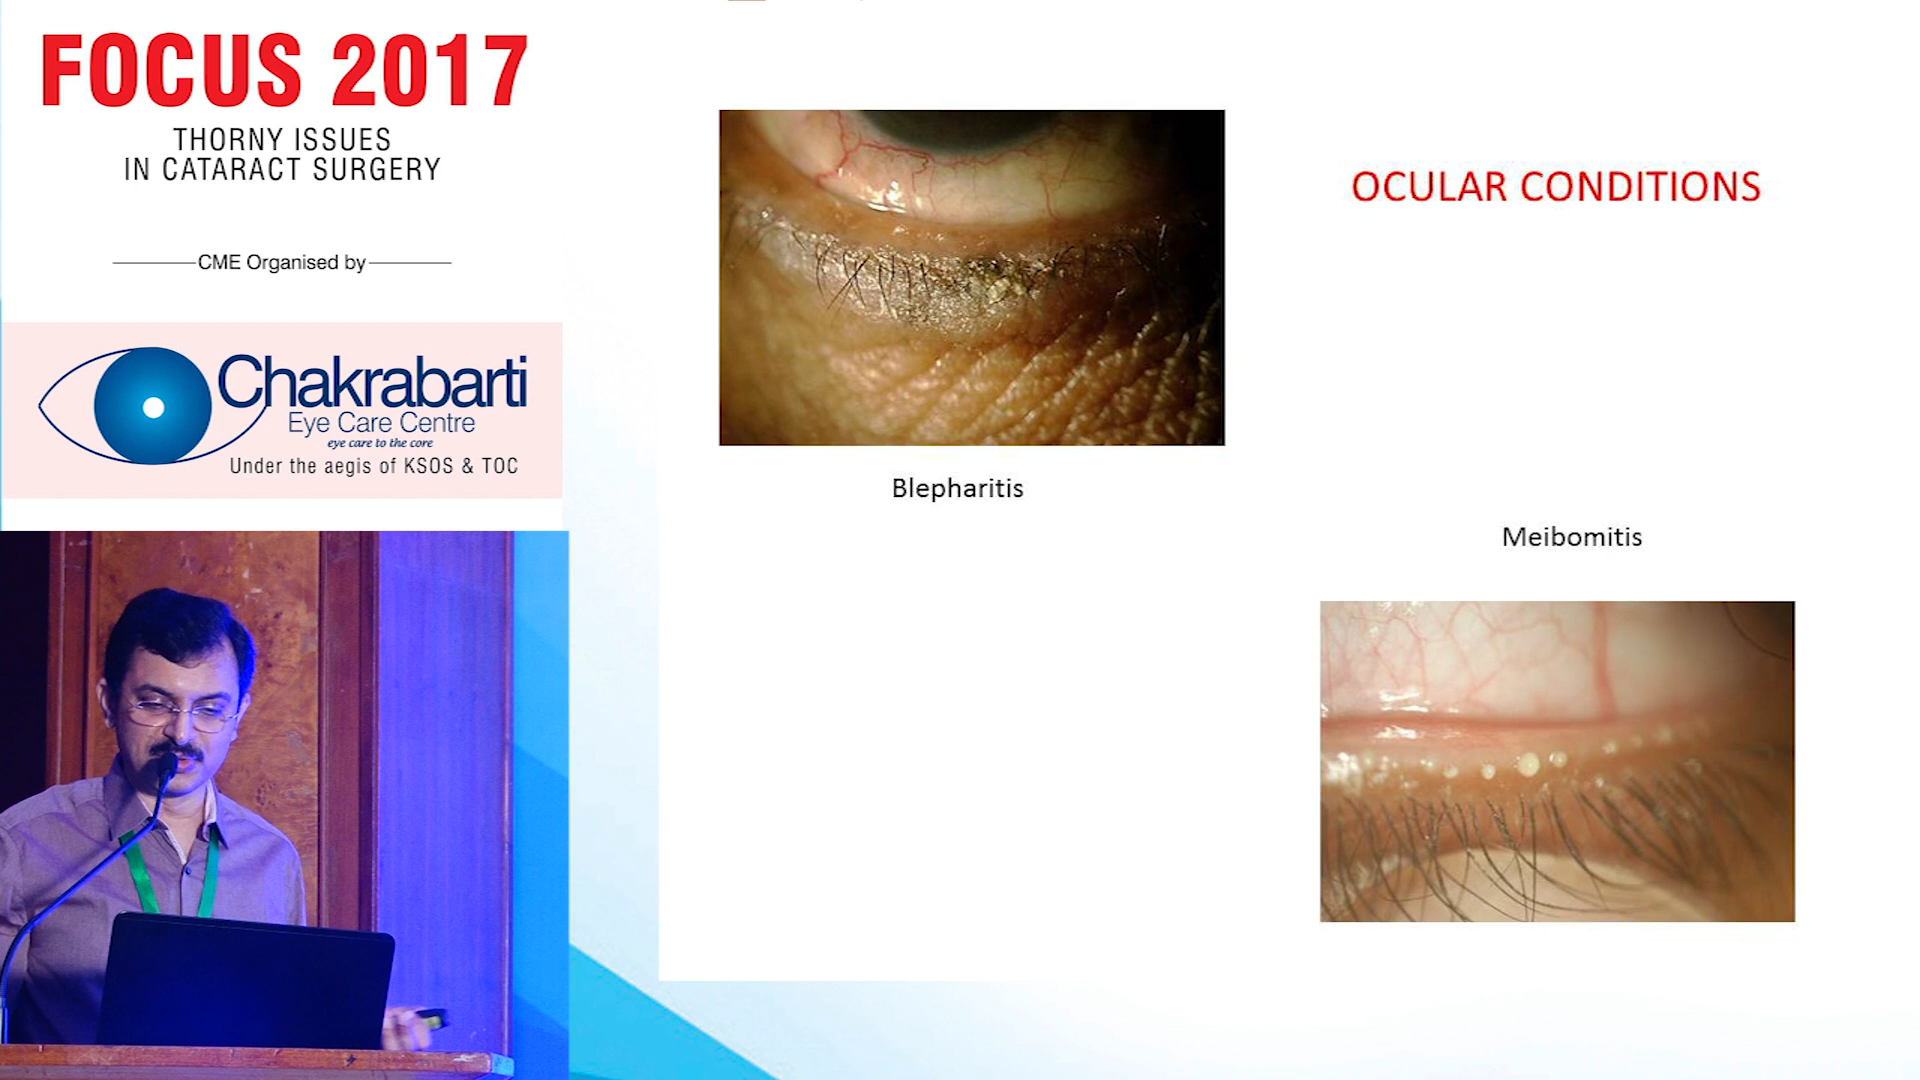 FOCUS 2017
THORNY ISSUES
IN CATARACT SURGERY
CME Organised by
Chakrabarti
Eye Care Centre
eye care to the core
Under the aegis of KSOS & TOC
OCULAR CONDITIONS
Blepharitis
Meibomitis